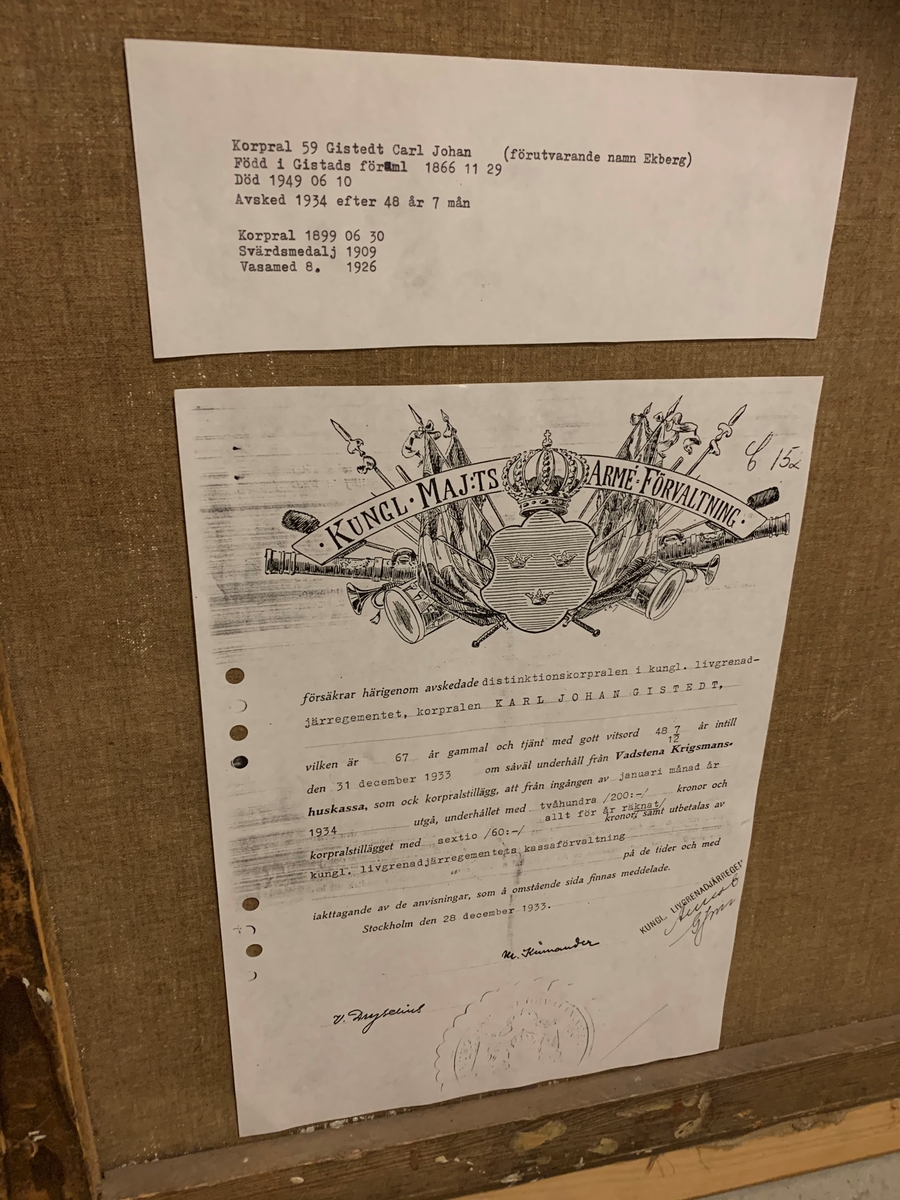 Korpral 59 Gistedt Carl Johan (förutvarande namn Ekberg)
Född i Gistads föraml 1866 11 29
Död 1949 06 10
Avsked 1934 efter 48 år 7 mån
Korpral 1899 06 30
Svärdsmedalj 1909
Vasamed 8. 1926
C 152
·KUNGL·MAJ:TS ARMÉ-FÖRVALTNING·
försäkrar härigenom avskedade distinktionskorpralen i kungl. livgrenad-
järregementet, korpralen KARL JOHAN GISTEDT,
vilken är 67 år gammal och tjänt med gott vitsord 48 7/12 år intill
den 31 december 1933 om såväl underhåll från Vadstena Krigsmans-
huskassa, som ock korpralstillägg, att från ingången av januari månad år
1934 utgå, underhållet med tvåhundra /200:-/ kronor och
korpralstillägget med sextio /60:-/ allt för år räknat/ kronor, samt utbetalas av
kungl. livgrenadjärregementets kassaförvaltning
på de tider och med
iakttagande av de anvisningar, som å omstående sida finnas meddelade.
Stockholm den 28 december 1933.
KUNGL. LIVGRENADJÄRREGEM